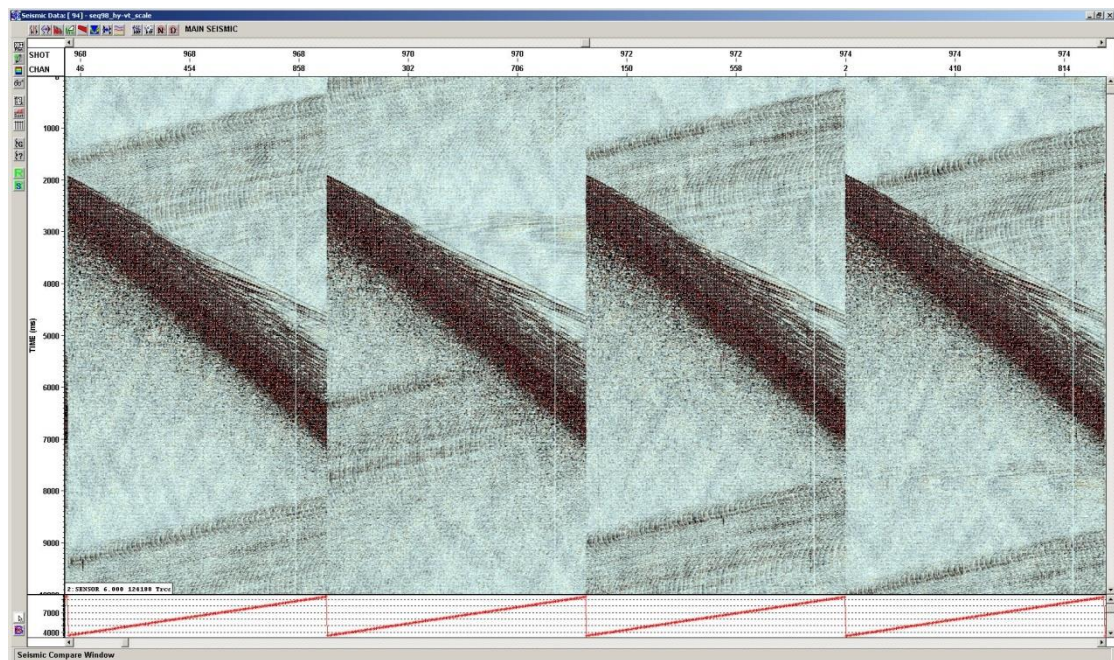 Seismic Data: [ 94] - seq98_hy-vt_scale
MAIN SEISMIC
SHOT 968 968 968 970 970 972 972 974 974 974
CHAN 46 454 858 302 706 150 558 2 410 814
0
1000
2000
3000
4000
5000
6000
7000
8000
9000
TIME (ms)
2:SENSOR 6.000 120188 Trcs
7000
4000
Seismic Compare Window